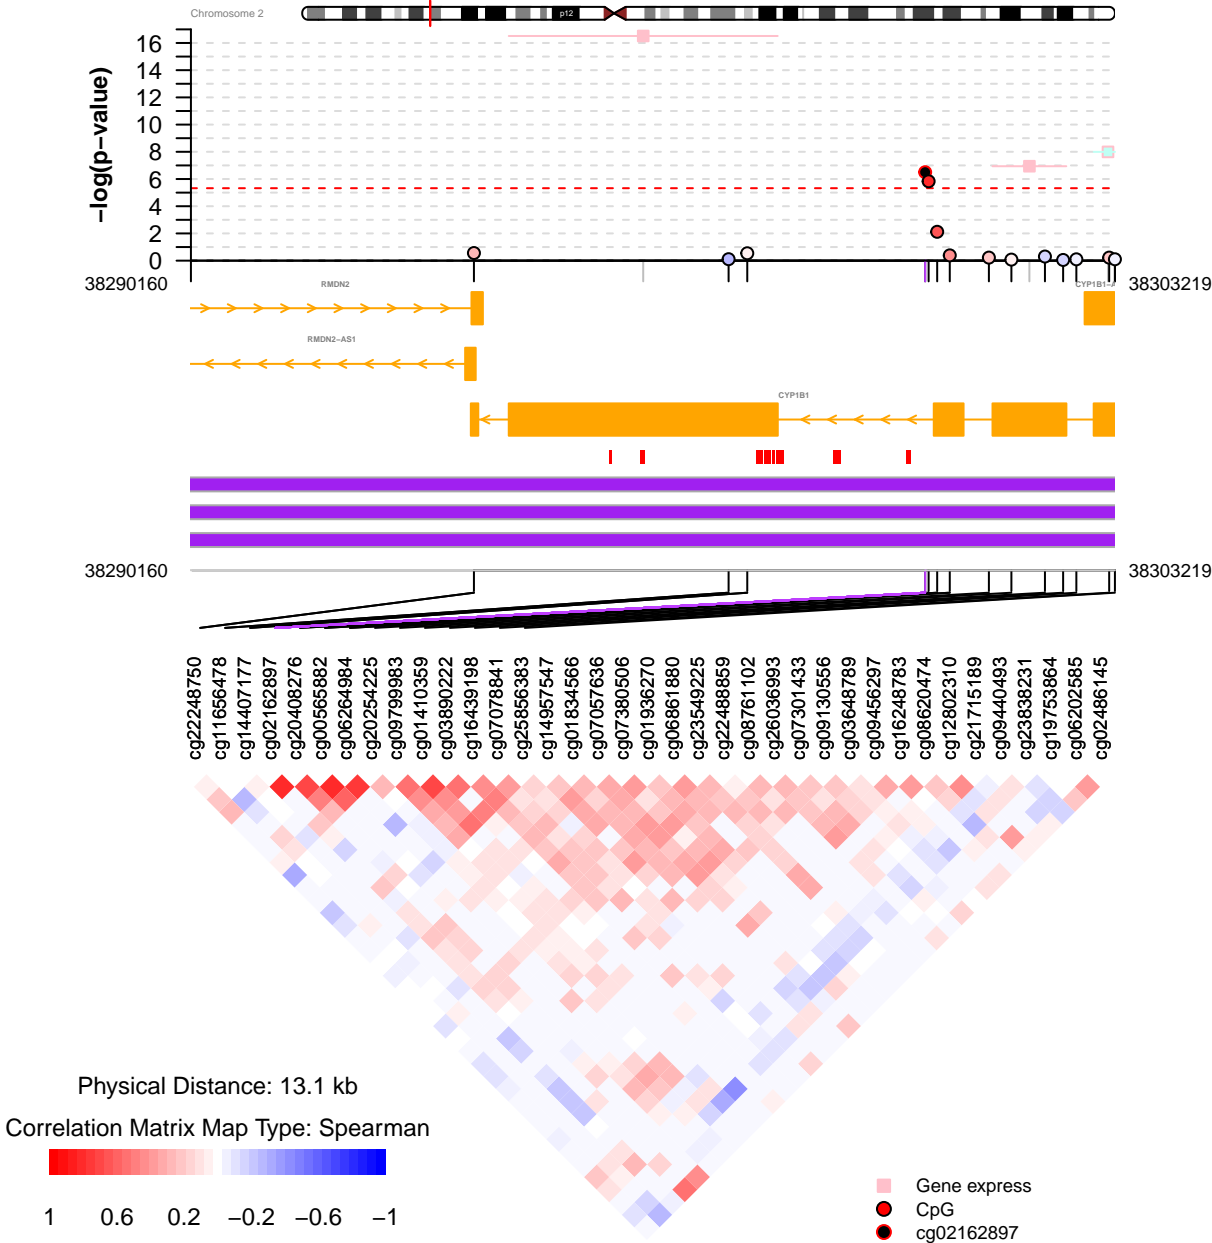 Chromosome 2
p12
−log(p−value)
16
14
12
10
8
6
4
2
0
38290160
38303219
RMDN2
CYP1B1−A
RMDN2−AS1
CYP1B1
38290160
38303219
cg22248750
cg11656478
cg14407177
cg02162897
cg20408276
cg00565882
cg06264984
cg20254225
cg09799983
cg01410359
cg03890222
cg16439198
cg07078841
cg25856383
cg14957547
cg01834566
cg07057636
cg07380506
cg01936270
cg06861880
cg23549225
cg22488859
cg08761102
cg26036993
cg07301433
cg09130556
cg03648789
cg09456297
cg16248783
cg08620474
cg12802310
cg21715189
cg09440493
cg23838231
cg19753864
cg06202585
cg02486145
Physical Distance: 13.1 kb
Correlation Matrix Map Type: Spearman
1 0.6 0.2 −0.2 −0.6 −1
Gene express
CpG
cg02162897